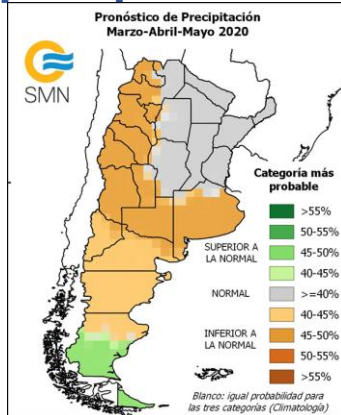 Pronóstico de Precipitación
Marzo-Abril-Mayo 2020
SMN
Categoría más
probable
>55%
50-55%
SUPERIOR A
LA NORMAL
45-50%
40-45%
NORMAL
>=40%
40-45%
INFERIOR A
LA NORMAL
45-50%
50-55%
>55%
Blanco: igual probabilidad para
las tres categorías (Climatología)